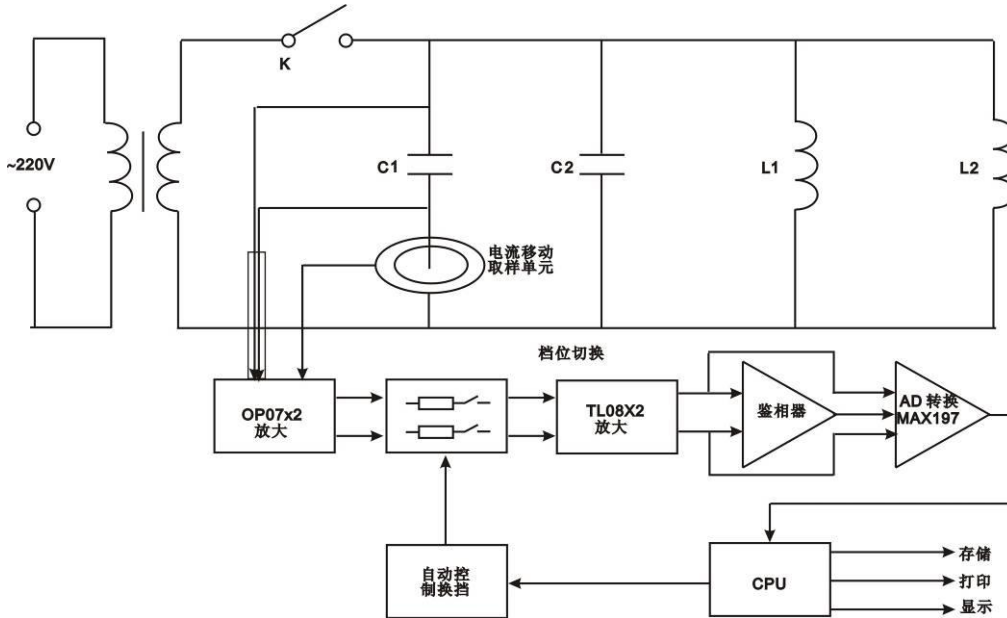 K
~220V
C1
C2
L1
L2
电流移动
取样单元
档位切换
OP07x2
放大
TL08X2
放大
鉴相器
AD 转换
MAX197
自动控
制换挡
CPU
存储
打印
显示